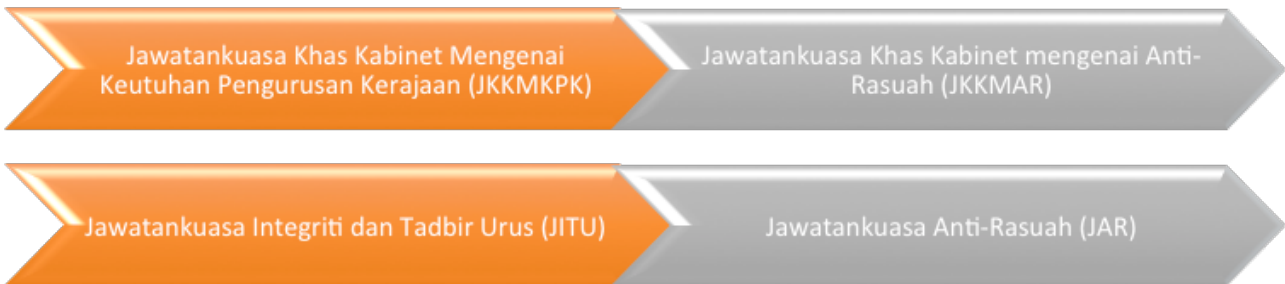 Jawatankuasa Khas Kabinet Mengenai
Keutuhan Pengurusan Kerajaan (JKKMKPK)
Jawatankuasa Khas Kabinet mengenai Anti-
Rasuah (JKKMAR)
Jawatankuasa Integriti dan Tadbir Urus (JITU)
Jawatankuasa Anti-Rasuah (JAR)